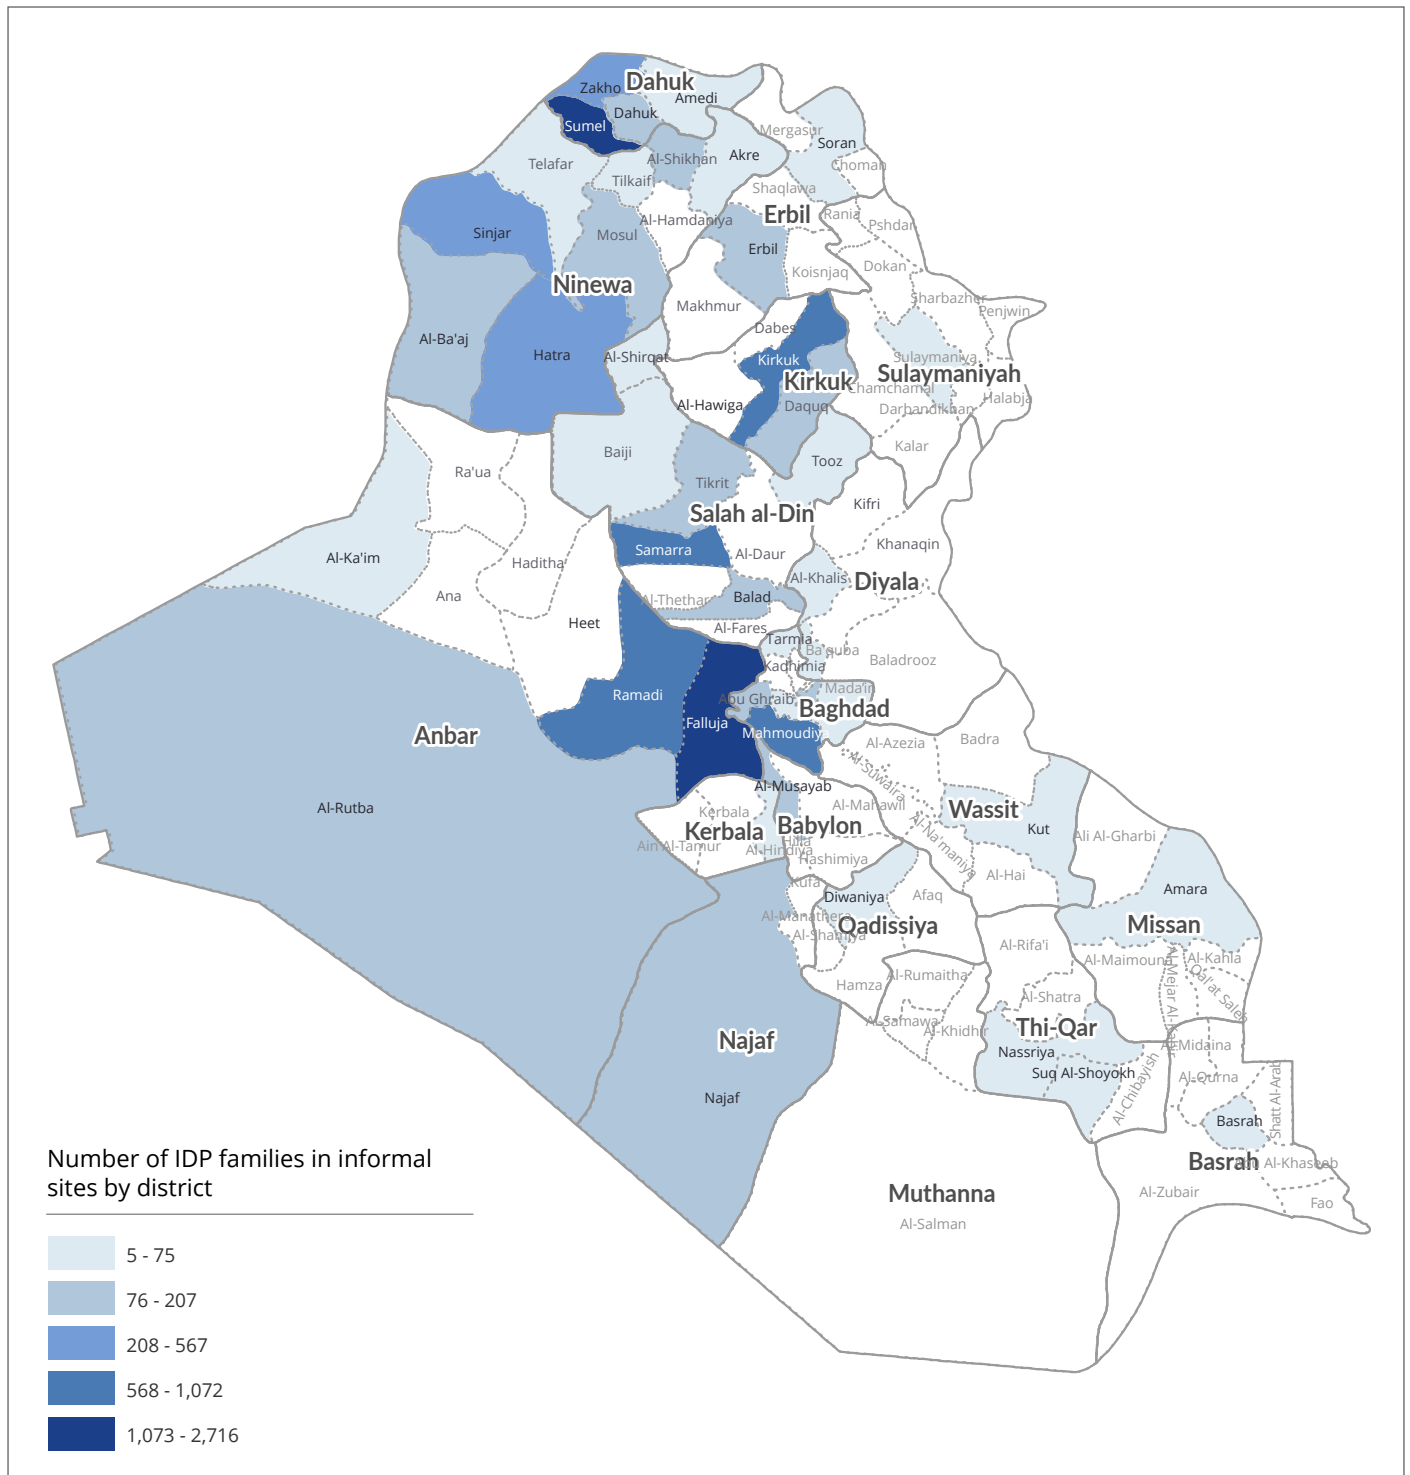 Dahuk
Zakho
Amedi
Dahuk
Sumel
Mergasur
Soran
Choman
Akre
Al-Shikhan
Telafar
Tilkaif
Shaqlawa
Erbil
Rania
Pshdar
Al-Hamdaniya
Mosul
Sinjar
Erbil
Koisnjaq
Dokan
Ninewa
Sharbazher
Penjwin
Makhmur
Dabes
Al-Ba'aj
Hatra
Al-Shirqat
Kirkuk
Sulaymaniya
Kirkuk
Sulaymaniyah
Chamchamal
Halabja
Al-Hawiga
Daquq
Darbandikhan
Kalar
Baiji
Tooz
Ra'ua
Tikrit
Kifri
Salah al-Din
Khanaqin
Samarra
Al-Daur
Al-Ka'im
Haditha
Al-Khalis
Diyala
Ana
Al-Thethar
Balad
Heet
Al-Fares
Tarmia
Ba'quba
Baladrooz
Kadhimia
Ramadi
Abu Ghraib
Mada'in
Baghdad
Falluja
Mahmoudiya
Anbar
Al-Azezia
Badra
Al-Suwaira
Al-Musayab
Al-Rutba
Kerbala
Al-Mahawil
Wassit
Kerbala
Babylon
Al-Na'maniya
Kut
Ali Al-Gharbi
Ain Al-Tamur
Al-Hindiya
Hilla
Hashimiya
Al-Hai
Kufa
Diwaniya
Afaq
Amara
Al-Manathera
Qadissiya
Missan
Al-Shamiya
Al-Rifa'i
Al-Maimouna
Al-Kahla
Al-Mejar Al-Kabir
Qal'at Saleh
Hamza
Al-Rumaitha
Al-Shatra
Al-Samawa
Al-Khidhir
Thi-Qar
Najaf
Nassriya
Al-Midaina
Suq Al-Shoyokh
Al-Chibayish
Al-Qurna
Shatt Al-Arab
Najaf
Basrah
Basrah
Abu Al-Khaseeb
Muthanna
Al-Zubair
Fao
Al-Salman
Number of IDP families in informal
sites by district
5 - 75
76 - 207
208 - 567
568 - 1,072
1,073 - 2,716